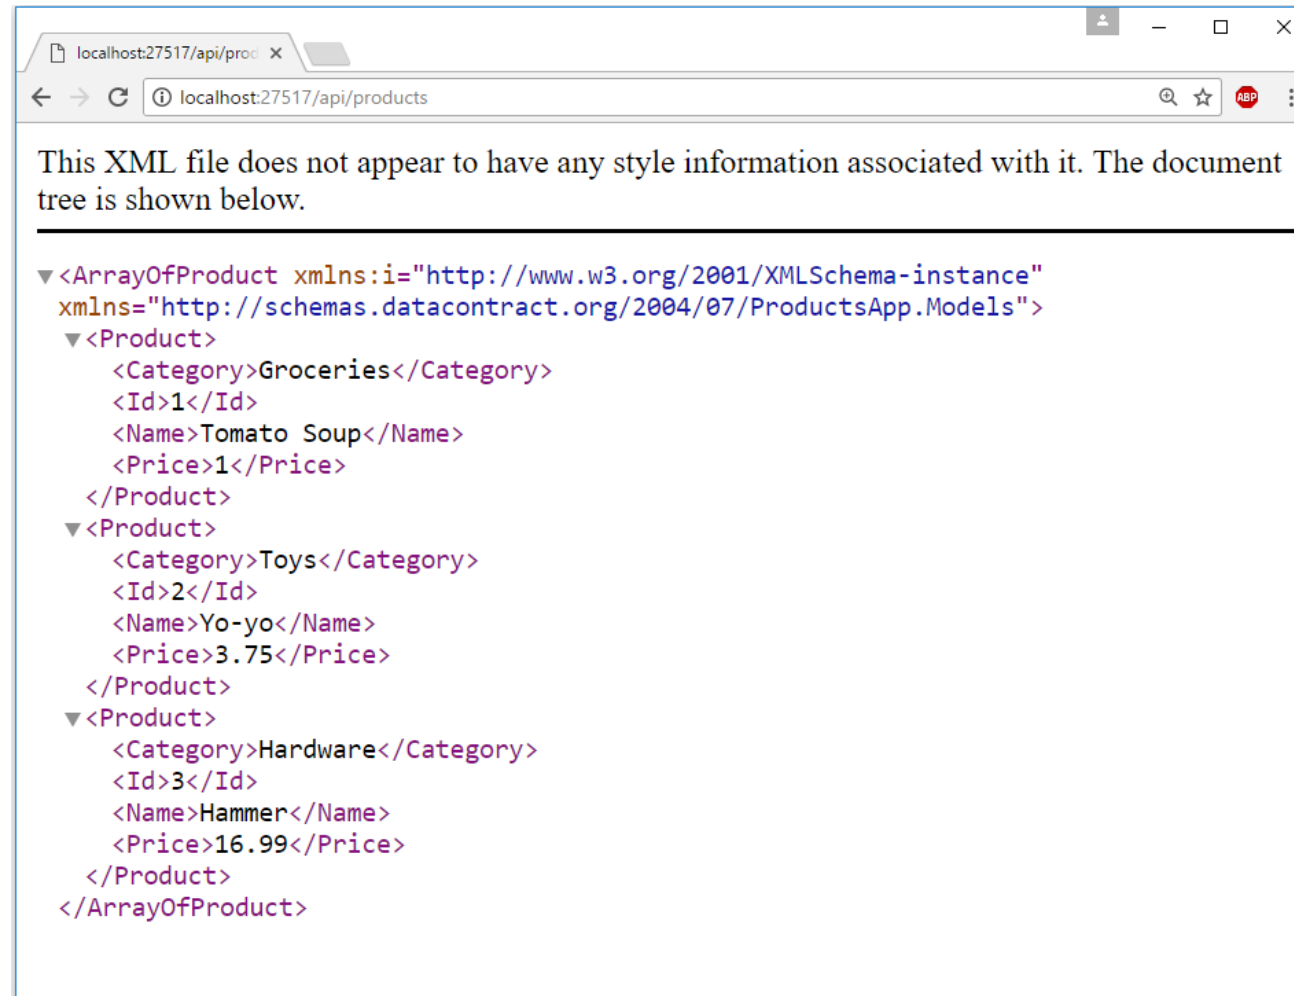 localhost:27517/api/prod
localhost:27517/api/products
ABP
This XML file does not appear to have any style information associated with it. The document
tree is shown below.
<ArrayOfProduct xmlns:i="http://www.w3.org/2001/XMLSchema-instance"
xmlns="http://schemas.datacontract.org/2004/07/ProductsApp.Models">
<Product>
<Category>Groceries</Category>
<Id>1</Id>
<Name>Tomato Soup</Name>
<Price>1</Price>
</Product>
<Product>
<Category>Toys</Category>
<Id>2</Id>
<Name>Yo-yo</Name>
<Price>3.75</Price>
</Product>
<Product>
<Category>Hardware</Category>
<Id>3</Id>
<Name>Hammer</Name>
<Price>16.99</Price>
</Product>
</ArrayOfProduct>